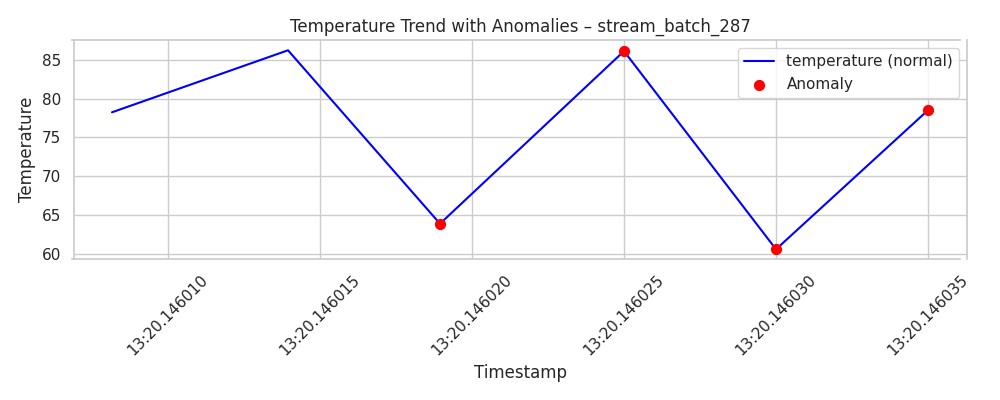 Temperature Trend with Anomalies – stream_batch_287
temperature (normal)
Anomaly
Temperature
85
80
75
70
65
60
13:20.146010
13:20.146015
13:20.146020
13:20.146025
13:20.146030
13:20.146035
Timestamp